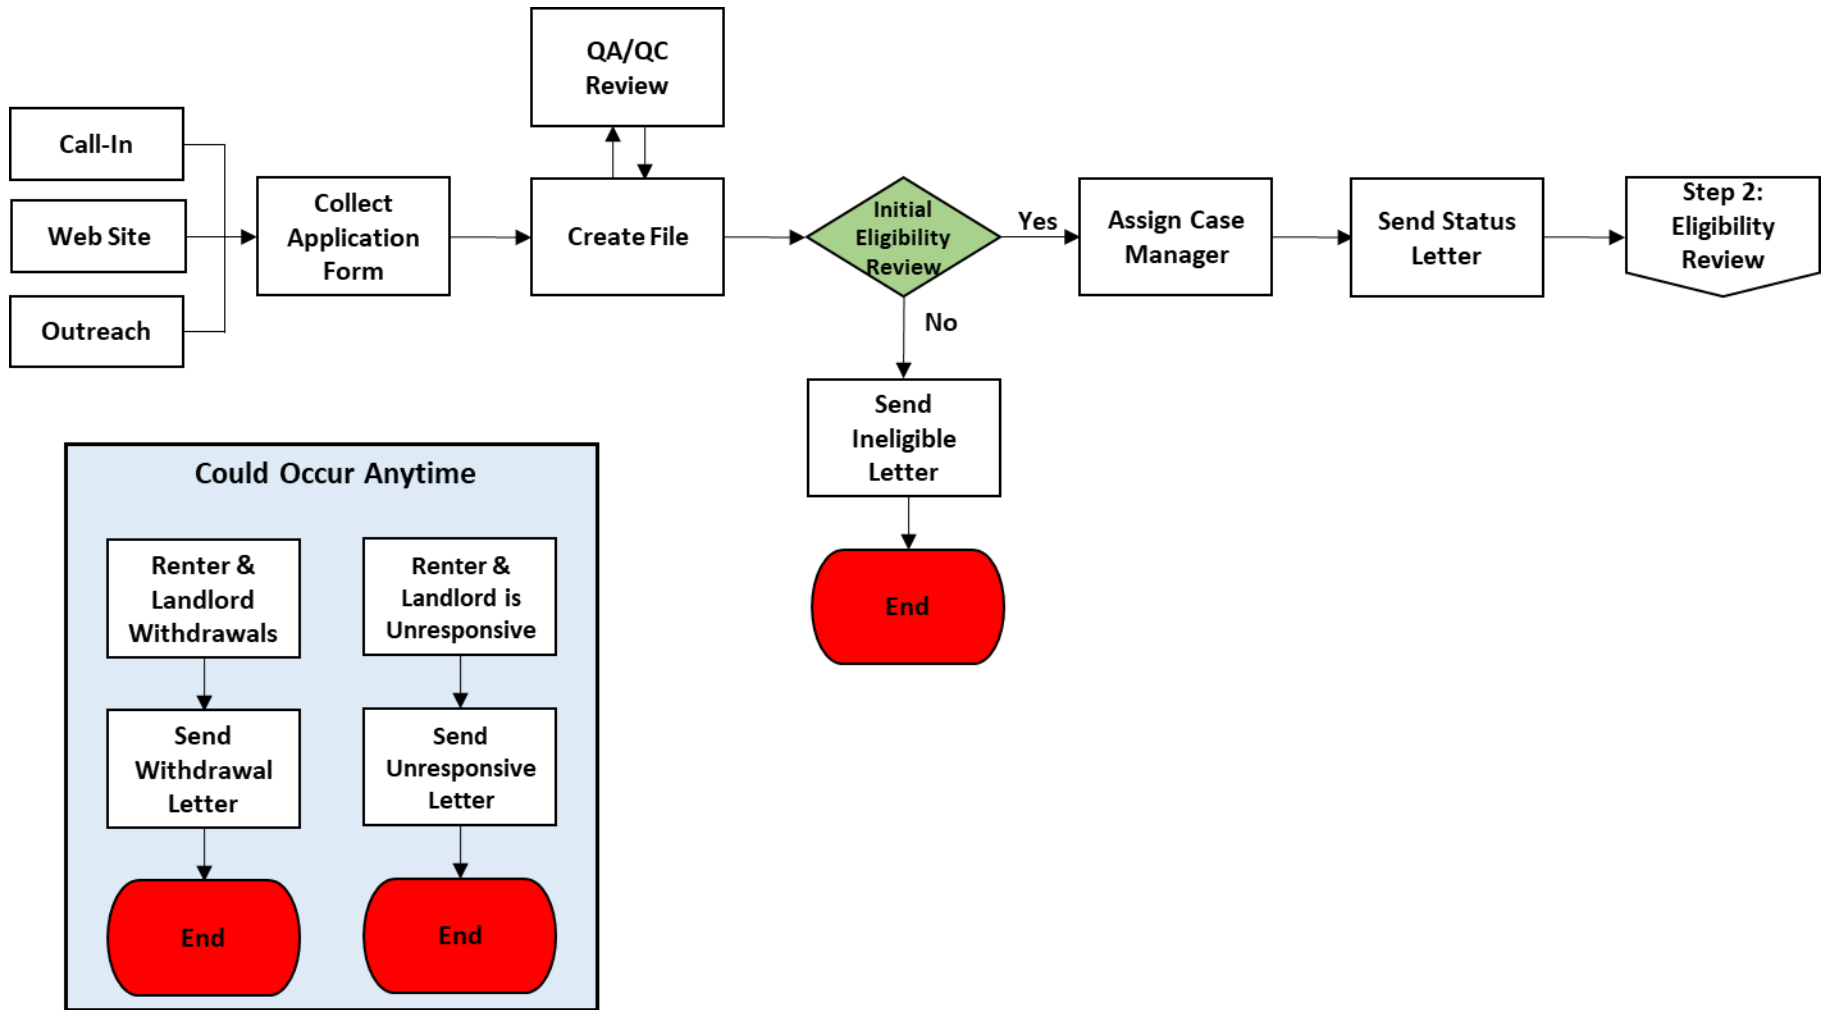 QA/QC
Review
Call-In
Web Site
Outreach
Collect
Application
Form
Create File
Initial
Eligibility
Review
Yes
No
Assign Case
Manager
Send Status
Letter
Step 2:
Eligibility
Review
Send
Ineligible
Letter
End
Could Occur Anytime
Renter &
Landlord
Withdrawals
Send
Withdrawal
Letter
End
Renter &
Landlord is
Unresponsive
Send
Unresponsive
Letter
End